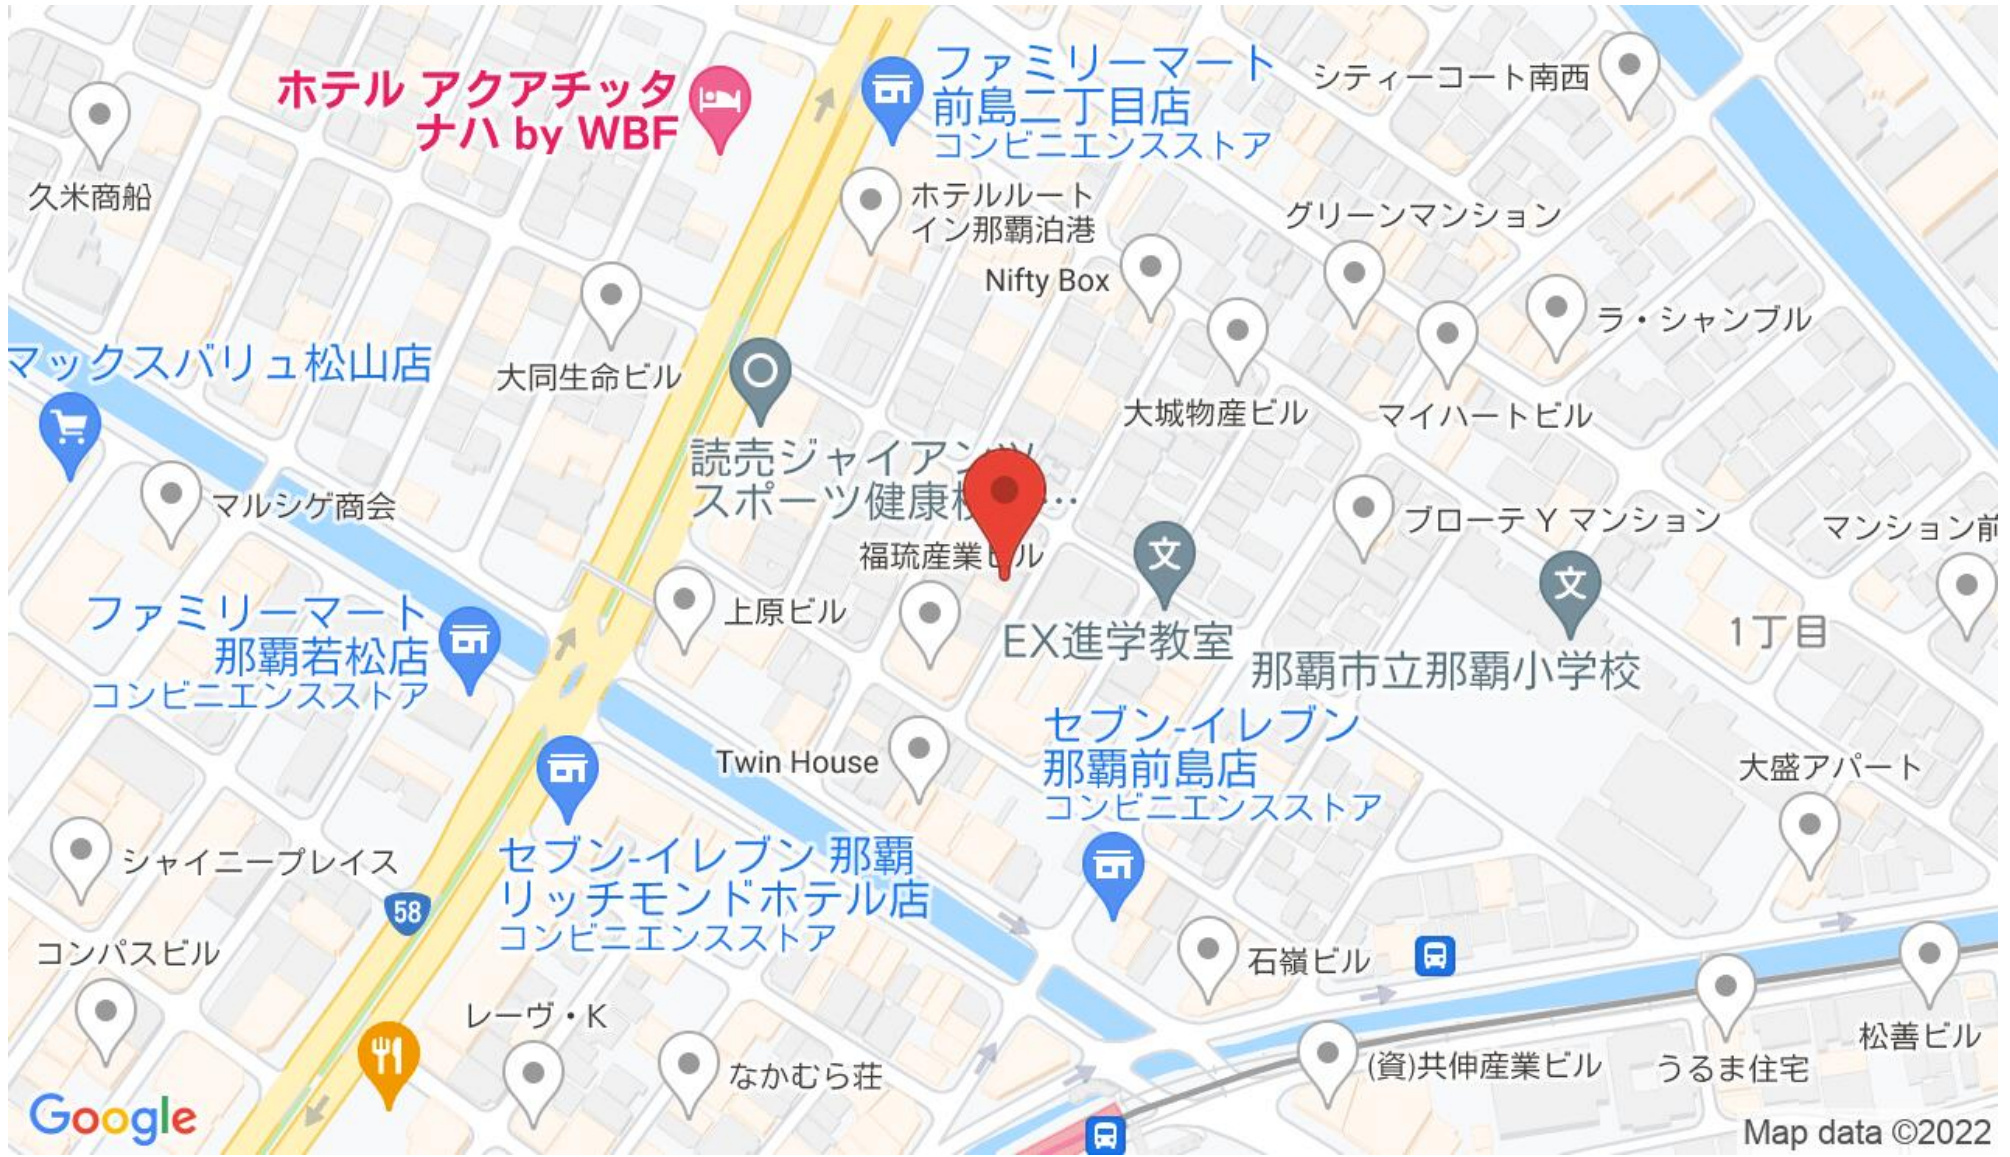 ファミリーマート
前島二丁目店
コンビニエンスストア
シティーコート南西
ホテル アクアチッタ
ナハ by WBF
久米商船
ホテルルート
イン那覇泊港
グリーンマンション
Nifty Box
ラ・シャンブル
マックスバリュ松山店
大同生命ビル
大城物産ビル
マイハートビル
読売ジャイアンツ
スポーツ健康
マルシゲ商会
ブローテ Y マンション
マンション前
福琉産業ビル
ファミリーマート
那覇若松店
コンビニエンスストア
上原ビル
EX進学教室
1丁目
那覇市立那覇小学校
セブン-イレブン
那覇前島店
コンビニエンスストア
Twin House
大盛アパート
セブン-イレブン 那覇
リッチモンドホテル店
コンビニエンスストア
シャイニープレイス
58
コンパスビル
石嶺ビル
レーヴ・K
なかむら荘
(資)共伸産業ビル
うるま住宅
松善ビル
文
文
Google
Map data ©2022